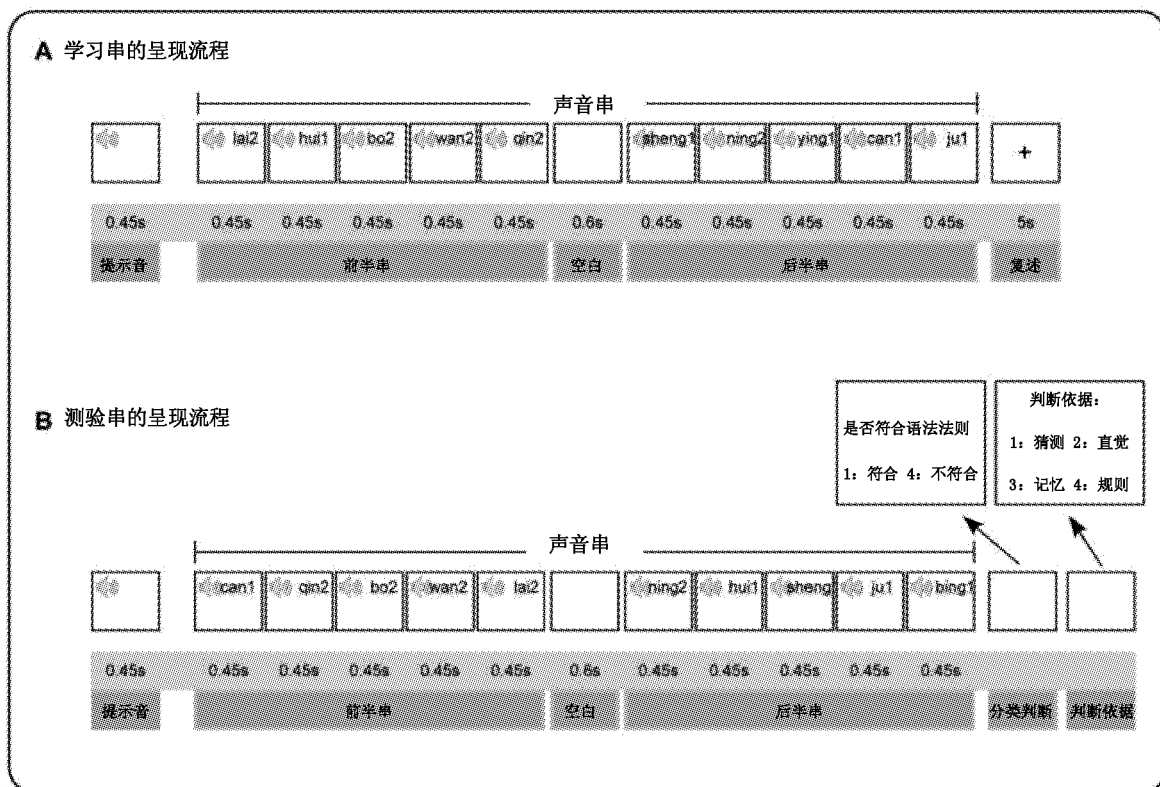 A 学习串的呈现流程
声音串
lai2 hui1 bo2 wan2 qin2 sheng1 ning2 ying1 can1 ju1 +
0.45s 0.45s 0.45s 0.45s 0.45s 0.45s 0.6s 0.45s 0.45s 0.45s 0.45s 0.45s 5s
提示音 前半串 空白 后半串 复述
B 测验串的呈现流程
是否符合语法法则
1：符合 4：不符合
判断依据：
1：猜测 2：直觉
3：记忆 4：规则
声音串
can1 qin2 bo2 wan2 lai2 ning2 hui1 sheng ju1 bing1
0.45s 0.45s 0.45s 0.45s 0.45s 0.45s 0.6s 0.45s 0.45s 0.45s 0.45s 0.45s
提示音 前半串 空白 后半串 分类判断 判断依据